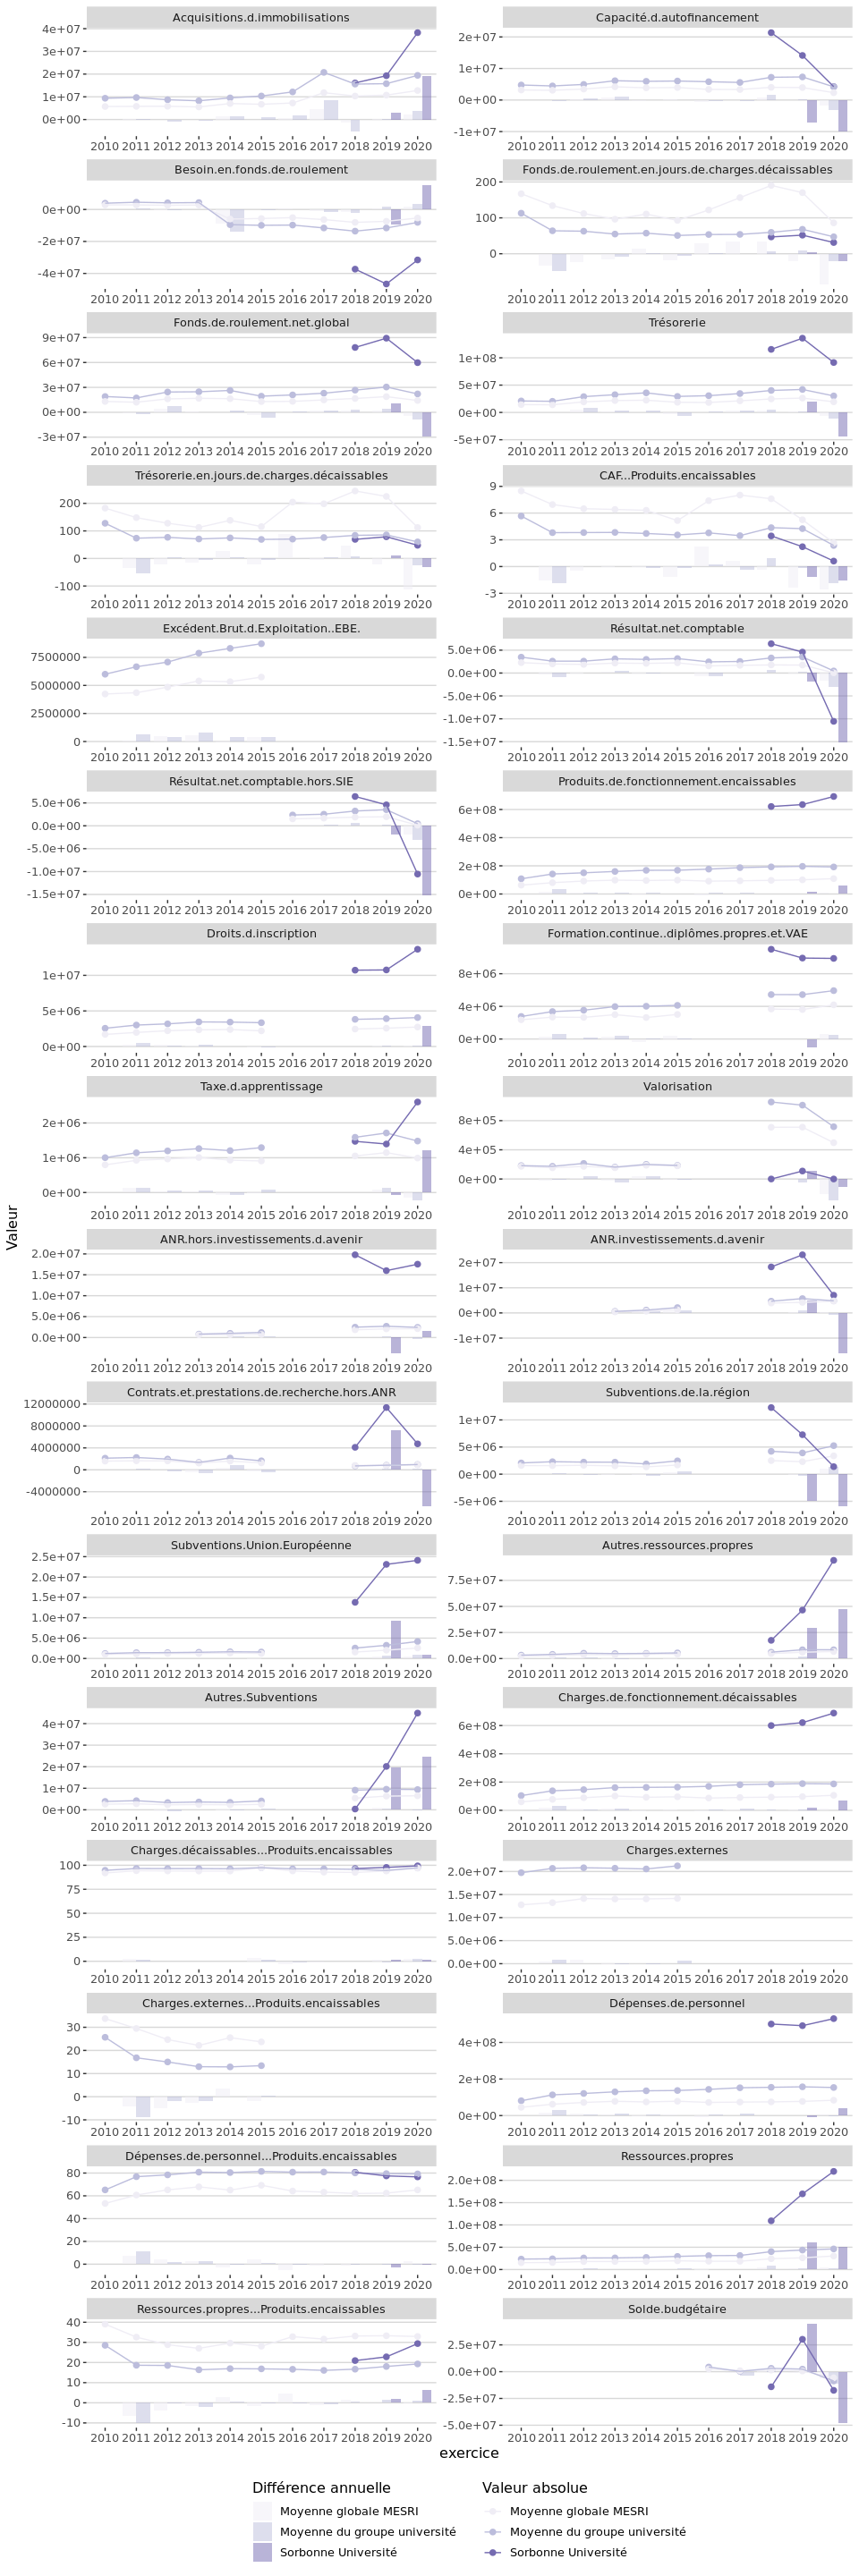 Acquisitions.d.immobilisations
Capacité.d.autofinancement
4e+07
3e+07
2e+07
1e+07
0e+00
2e+07
1e+07
0e+00
-1e+07
2010 2011 2012 2013 2014 2015 2016 2017 2018 2019 2020
2010 2011 2012 2013 2014 2015 2016 2017 2018 2019 2020
Besoin.en.fonds.de.roulement
Fonds.de.roulement.en.jours.de.charges.décaissables
0e+00
-2e+07
-4e+07
200
100
0
2010 2011 2012 2013 2014 2015 2016 2017 2018 2019 2020
2010 2011 2012 2013 2014 2015 2016 2017 2018 2019 2020
Fonds.de.roulement.net.global
Trésorerie
9e+07
6e+07
3e+07
0e+00
-3e+07
1e+08
5e+07
0e+00
-5e+07
2010 2011 2012 2013 2014 2015 2016 2017 2018 2019 2020
2010 2011 2012 2013 2014 2015 2016 2017 2018 2019 2020
Trésorerie.en.jours.de.charges.décaissables
CAF...Produits.encaissables
200
100
0
-100
9
6
3
0
-3
2010 2011 2012 2013 2014 2015 2016 2017 2018 2019 2020
2010 2011 2012 2013 2014 2015 2016 2017 2018 2019 2020
Excédent.Brut.d.Exploitation..EBE.
Résultat.net.comptable
7500000
5000000
2500000
0
5.0e+06
0.0e+00
-5.0e+06
-1.0e+07
-1.5e+07
2010 2011 2012 2013 2014 2015 2016 2017 2018 2019 2020
2010 2011 2012 2013 2014 2015 2016 2017 2018 2019 2020
Résultat.net.comptable.hors.SIE
Produits.de.fonctionnement.encaissables
5.0e+06
0.0e+00
-5.0e+06
-1.0e+07
-1.5e+07
6e+08
4e+08
2e+08
0e+00
2010 2011 2012 2013 2014 2015 2016 2017 2018 2019 2020
2010 2011 2012 2013 2014 2015 2016 2017 2018 2019 2020
Droits.d.inscription
Formation.continue..diplômes.propres.et.VAE
1e+07
5e+06
0e+00
8e+06
4e+06
0e+00
2010 2011 2012 2013 2014 2015 2016 2017 2018 2019 2020
2010 2011 2012 2013 2014 2015 2016 2017 2018 2019 2020
Taxe.d.apprentissage
Valorisation
2e+06
1e+06
0e+00
8e+05
4e+05
0e+00
2010 2011 2012 2013 2014 2015 2016 2017 2018 2019 2020
2010 2011 2012 2013 2014 2015 2016 2017 2018 2019 2020
Valeur
ANR.hors.investissements.d.avenir
ANR.investissements.d.avenir
2.0e+07
1.5e+07
1.0e+07
5.0e+06
0.0e+00
2e+07
1e+07
0e+00
-1e+07
2010 2011 2012 2013 2014 2015 2016 2017 2018 2019 2020
2010 2011 2012 2013 2014 2015 2016 2017 2018 2019 2020
Contrats.et.prestations.de.recherche.hors.ANR
Subventions.de.la.région
12000000
8000000
4000000
0
-4000000
1e+07
5e+06
0e+00
-5e+06
2010 2011 2012 2013 2014 2015 2016 2017 2018 2019 2020
2010 2011 2012 2013 2014 2015 2016 2017 2018 2019 2020
Subventions.Union.Européenne
Autres.ressources.propres
2.5e+07
2.0e+07
1.5e+07
1.0e+07
5.0e+06
0.0e+00
7.5e+07
5.0e+07
2.5e+07
0.0e+00
2010 2011 2012 2013 2014 2015 2016 2017 2018 2019 2020
2010 2011 2012 2013 2014 2015 2016 2017 2018 2019 2020
Autres.Subventions
Charges.de.fonctionnement.décaissables
4e+07
3e+07
2e+07
1e+07
0e+00
6e+08
4e+08
2e+08
0e+00
2010 2011 2012 2013 2014 2015 2016 2017 2018 2019 2020
2010 2011 2012 2013 2014 2015 2016 2017 2018 2019 2020
Charges.décaissables...Produits.encaissables
Charges.externes
100
75
50
25
0
2.0e+07
1.5e+07
1.0e+07
5.0e+06
0.0e+00
2010 2011 2012 2013 2014 2015 2016 2017 2018 2019 2020
2010 2011 2012 2013 2014 2015 2016 2017 2018 2019 2020
Charges.externes...Produits.encaissables
Dépenses.de.personnel
30
20
10
0
-10
4e+08
2e+08
0e+00
2010 2011 2012 2013 2014 2015 2016 2017 2018 2019 2020
2010 2011 2012 2013 2014 2015 2016 2017 2018 2019 2020
Dépenses.de.personnel...Produits.encaissables
Ressources.propres
80
60
40
20
0
2.0e+08
1.5e+08
1.0e+08
5.0e+07
0.0e+00
2010 2011 2012 2013 2014 2015 2016 2017 2018 2019 2020
2010 2011 2012 2013 2014 2015 2016 2017 2018 2019 2020
Ressources.propres...Produits.encaissables
Solde.budgétaire
40
30
20
10
0
-10
2.5e+07
0.0e+00
-2.5e+07
-5.0e+07
2010 2011 2012 2013 2014 2015 2016 2017 2018 2019 2020
2010 2011 2012 2013 2014 2015 2016 2017 2018 2019 2020
exercice
Différence annuelle
Moyenne globale MESRI
Moyenne du groupe université
Sorbonne Université
Valeur absolue
Moyenne globale MESRI
Moyenne du groupe université
Sorbonne Université